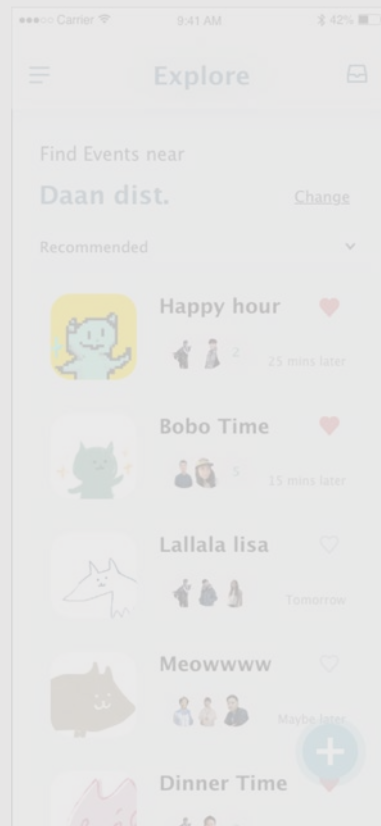 Carrier 9:41 AM 42%
Explore
Find Events near
Daan dist.
Change
Recommended
Happy hour
2
25 mins later
Bobo Time
5
15 mins later
Lallala lisa
Tomorrow
Meowwww
Maybe later
Dinner Time